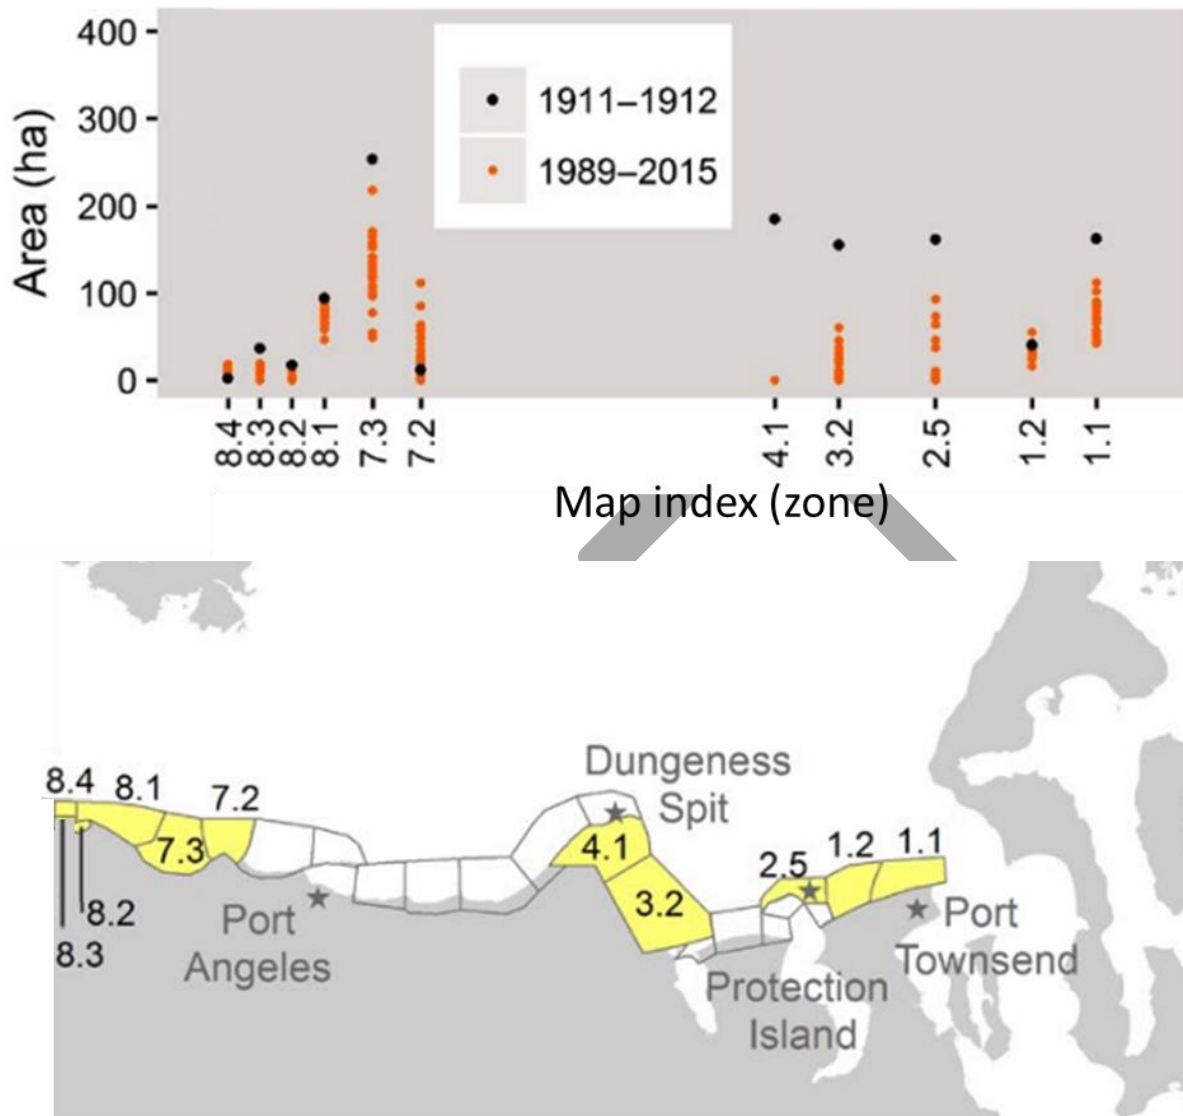 400
300
200
100
0
Area (ha)
1911–1912
1989–2015
8.4
8.3
8.2
8.1
7.3
7.2
4.1
3.2
2.5
1.2
1.1
Map index (zone)
Dungeness
Spit
8.4
8.1
7.2
7.3
4.1
2.5
1.2
1.1
3.2
8.2
8.3
Port
Angeles
Port
Townsend
Protection
Island